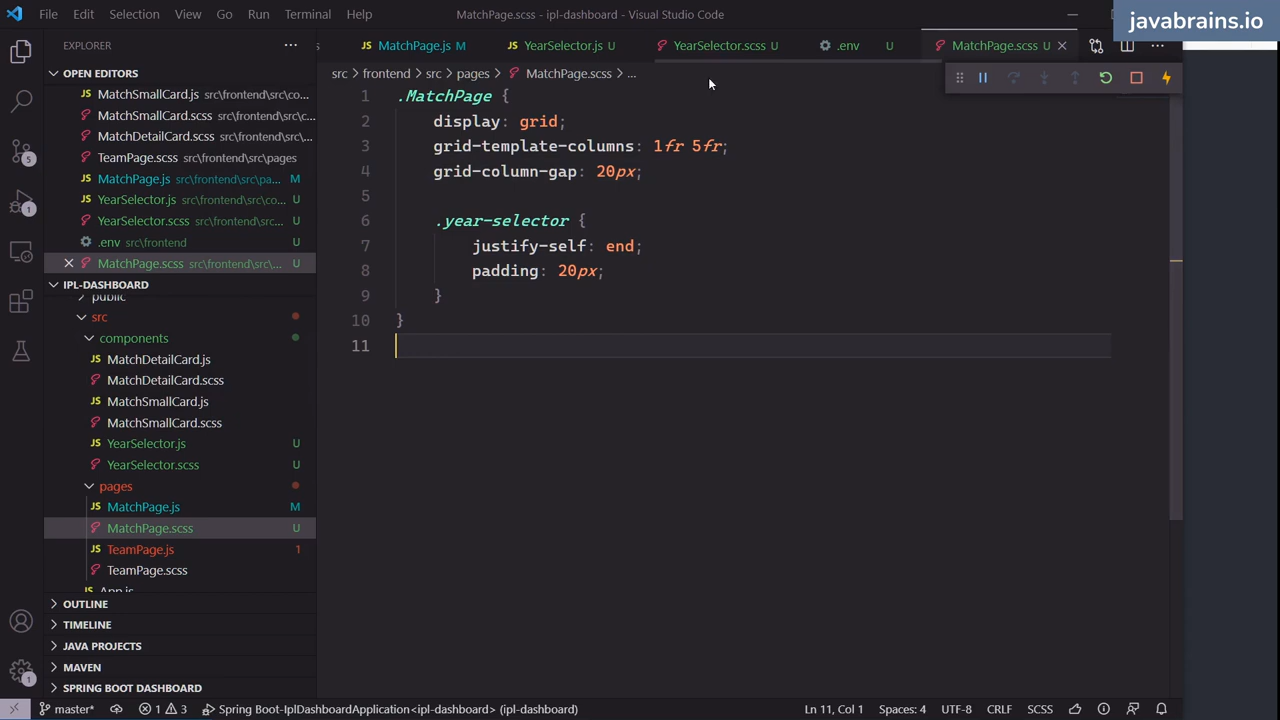 File Edit Selection View Go Run Terminal Help MatchPage.scss - ipl-dashboard - Visual Studio Code
javabrains.io
EXPLORER
MatchPage.js M YearSelector.js U YearSelector.scss U .env U MatchPage.scss U
src > frontend > src > pages > MatchPage.scss > ...
OPEN EDITORS
MatchSmallCard.js src\frontend\src\co...
MatchSmallCard.scss src\frontend\src\c...
MatchDetailCard.scss src\frontend\src\...
TeamPage.scss src\frontend\src\pages
MatchPage.js src\frontend\src\pa... M
YearSelector.js src\frontend\src\co... U
YearSelector.scss src\frontend\src\... U
.env src\frontend U
MatchPage.scss src\frontend\src\... U
IPL-DASHBOARD
public
src
components
MatchDetailCard.js
MatchDetailCard.scss
MatchSmallCard.js
MatchSmallCard.scss
YearSelector.js U
YearSelector.scss U
pages
MatchPage.js M
MatchPage.scss U
TeamPage.js 1
TeamPage.scss
App.js
OUTLINE
TIMELINE
JAVA PROJECTS
MAVEN
SPRING BOOT DASHBOARD
5
1
1
1 .MatchPage {
2 display: grid;
3 grid-template-columns: 1fr 5fr;
4 grid-column-gap: 20px;
5
6 .year-selector {
7 justify-self: end;
8 padding: 20px;
9 }
10 }
11
master* 1 3 Spring Boot-IplDashboardApplication<ipl-dashboard> (ipl-dashboard) Ln 11, Col 1 Spaces: 4 UTF-8 CRLF SCSS